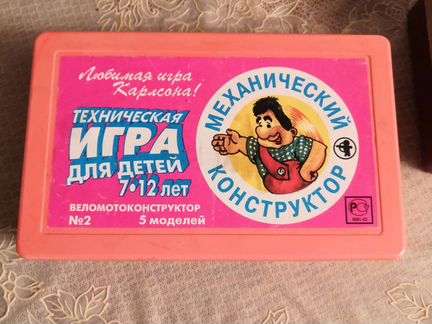 Любимая игра
Карлсона!
ТЕХНИЧЕСКАЯ
ИГРА
ДЛЯ ДЕТЕЙ
7•12 лет
ВЕЛОМОТОКОНСТРУКТОР
№2 5 моделей
МЕХАНИЧЕСКИЙ
КОНСТРУКТОР